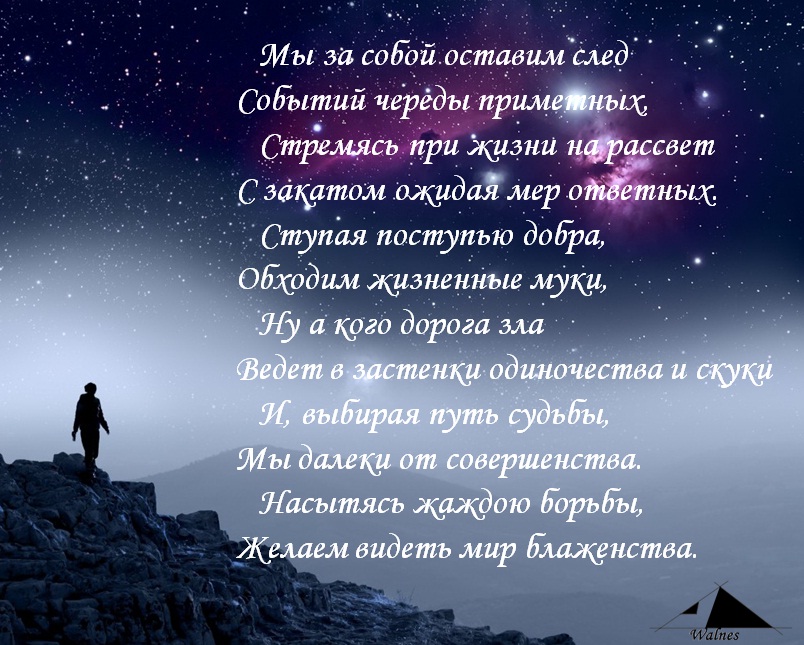 Мы за собой оставим след
Событий череды приметных,
Стремясь при жизни на рассвет
С закатом ожидая мер ответных.
Ступая поступью добра,
Обходим жизненные муки,
Ну а кого дорога зла
Ведет в застенки одиночества и скуки
И, выбирая путь судьбы,
Мы далеки от совершенства.
Насытясь жаждою борьбы,
Желаем видеть мир блаженства.
Walnes